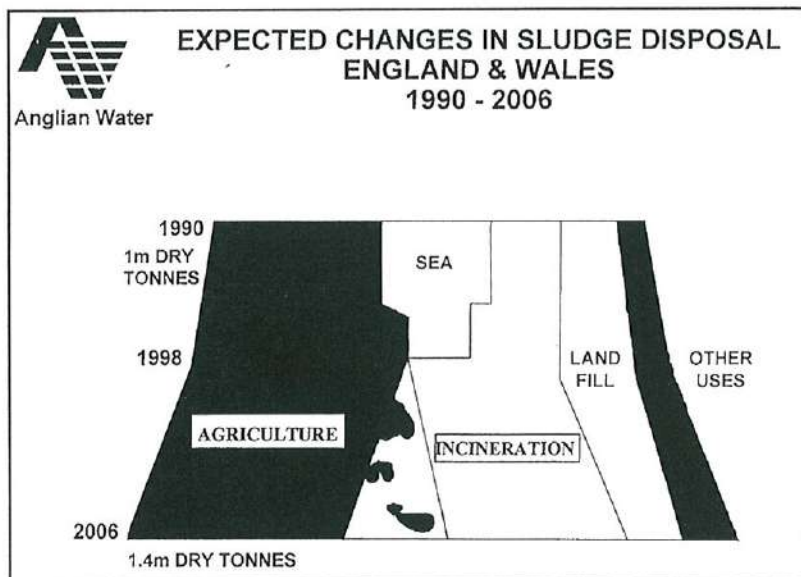 EXPECTED CHANGES IN SLUDGE DISPOSAL
ENGLAND & WALES
1990 - 2006
Anglian Water
1990
1m DRY
TONNES
SEA
1998
LAND
FILL
OTHER
USES
AGRICULTURE
INCINERATION
2006
1.4m DRY TONNES